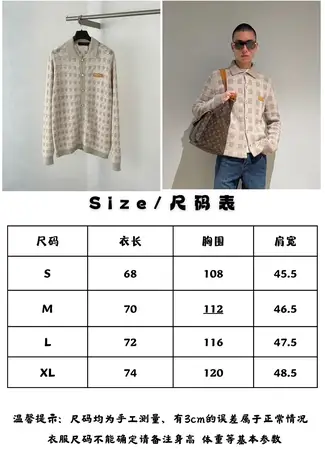 Size/尺码表
尺码 衣长 胸围 肩宽
S 68 108 45.5
M 70 112 46.5
L 72 116 47.5
XL 74 120 48.5
温馨提示：尺码均为手工测量、有3cm的误差属于正常情况
衣服尺码不能确定请备注身高 体重等基本参数